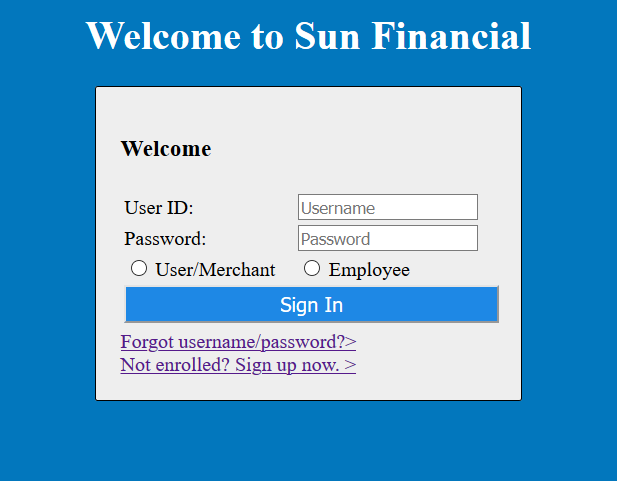 Welcome to Sun Financial
Welcome
User ID: Username
Password: Password
User/Merchant Employee
Sign In
Forgot username/password?>
Not enrolled? Sign up now. >